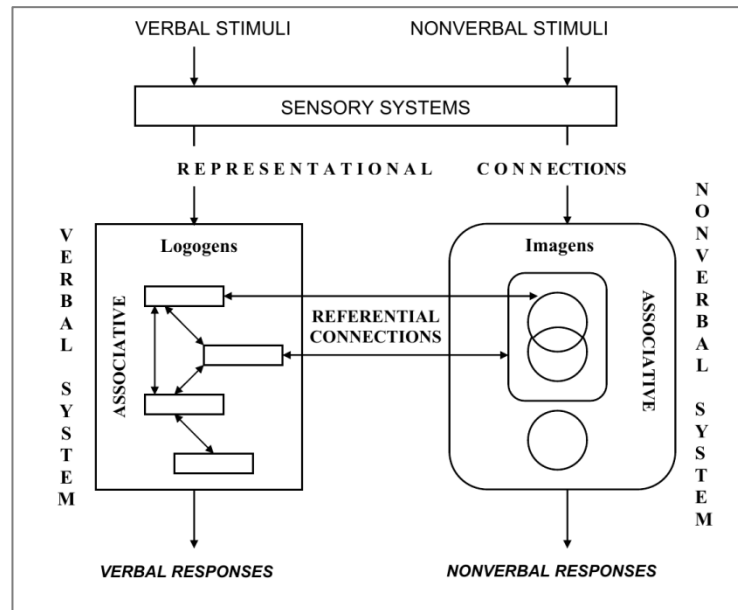 VERBAL STIMULI
NONVERBAL STIMULI
SENSORY SYSTEMS
REPRESENTATIONAL CONNECTIONS
VERBAL SYSTEM
NONVERBAL SYSTEM
Logogens
Imagens
ASSOCIATIVE
REFERENTIAL
CONNECTIONS
ASSOCIATIVE
VERBAL RESPONSES
NONVERBAL RESPONSES